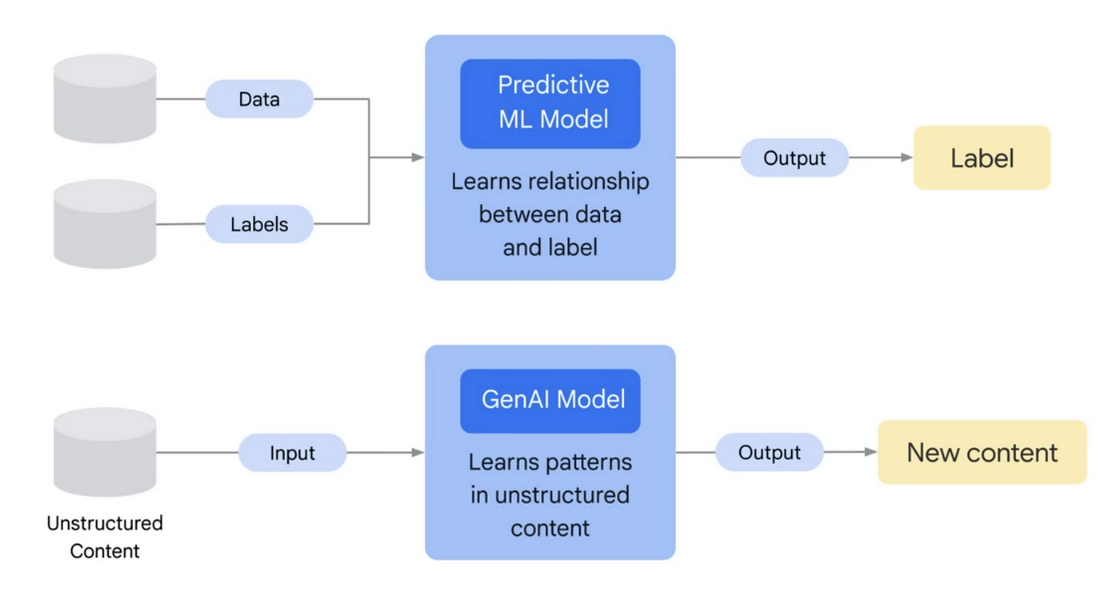 Data
Labels
Predictive
ML Model
Learns relationship
between data
and label
Output
Label
Unstructured
Content
Input
GenAI Model
Learns patterns
in unstructured
content
Output
New content